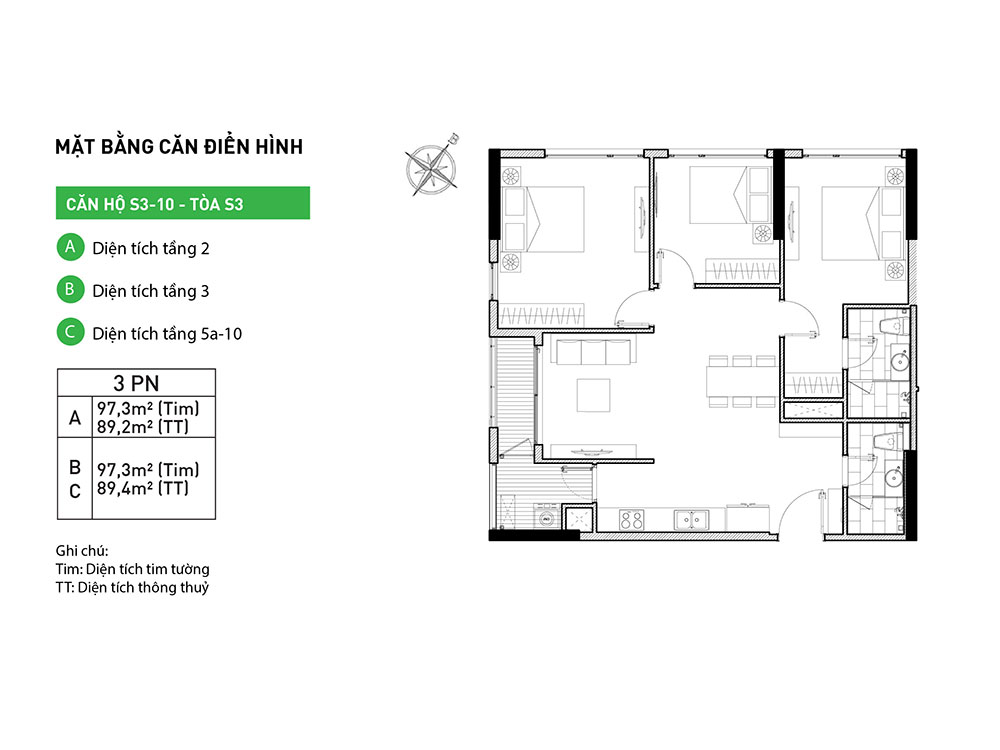 MẶT BẰNG CĂN ĐIỂN HÌNH
B
CĂN HỘ S3-10 - TÒA S3
A Diện tích tầng 2
B Diện tích tầng 3
C Diện tích tầng 5a-10
3 PN
A 97,3m² (Tim)
89,2m² (TT)
B 97,3m² (Tim)
C 89,4m² (TT)
Ghi chú:
Tim: Diện tích tim tường
TT: Diện tích thông thuỷ